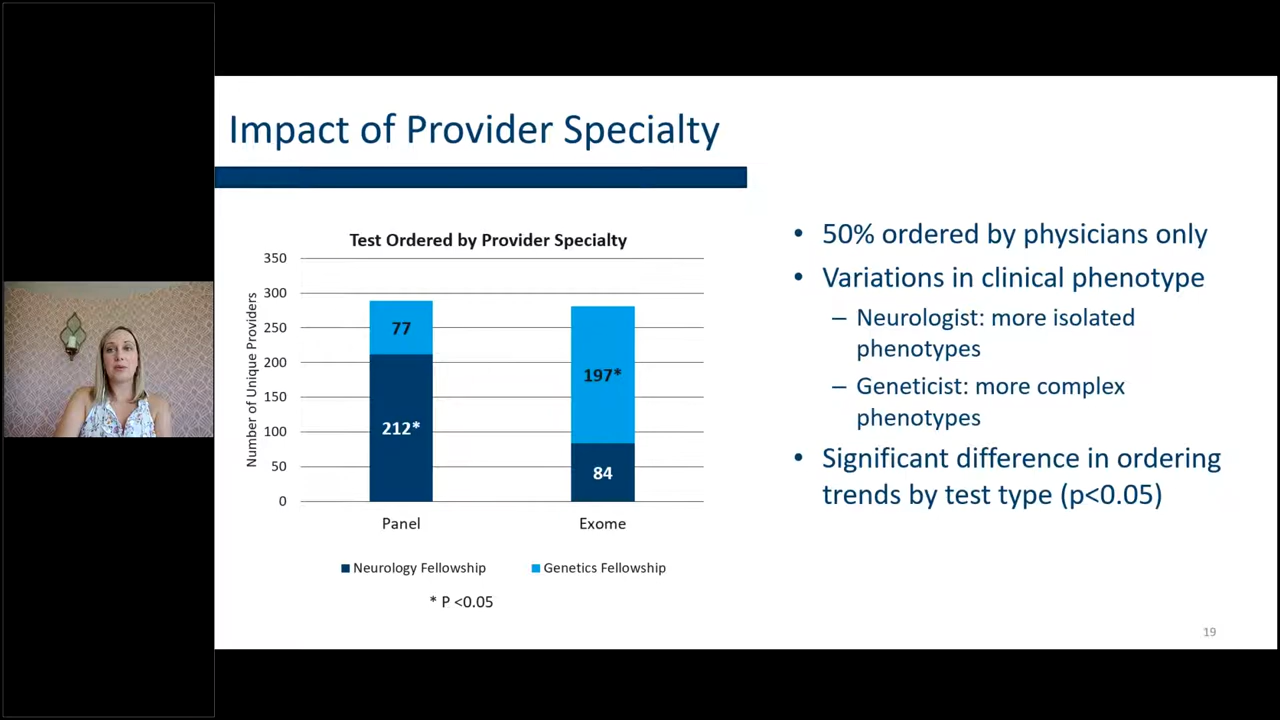 Impact of Provider Specialty
Test Ordered by Provider Specialty
Number of Unique Providers
350
300
250
200
150
100
50
0
77
212*
197*
84
Panel
Exome
Neurology Fellowship
Genetics Fellowship
* P <0.05
• 50% ordered by physicians only
• Variations in clinical phenotype
– Neurologist: more isolated
phenotypes
– Geneticist: more complex
phenotypes
• Significant difference in ordering
trends by test type (p<0.05)
19